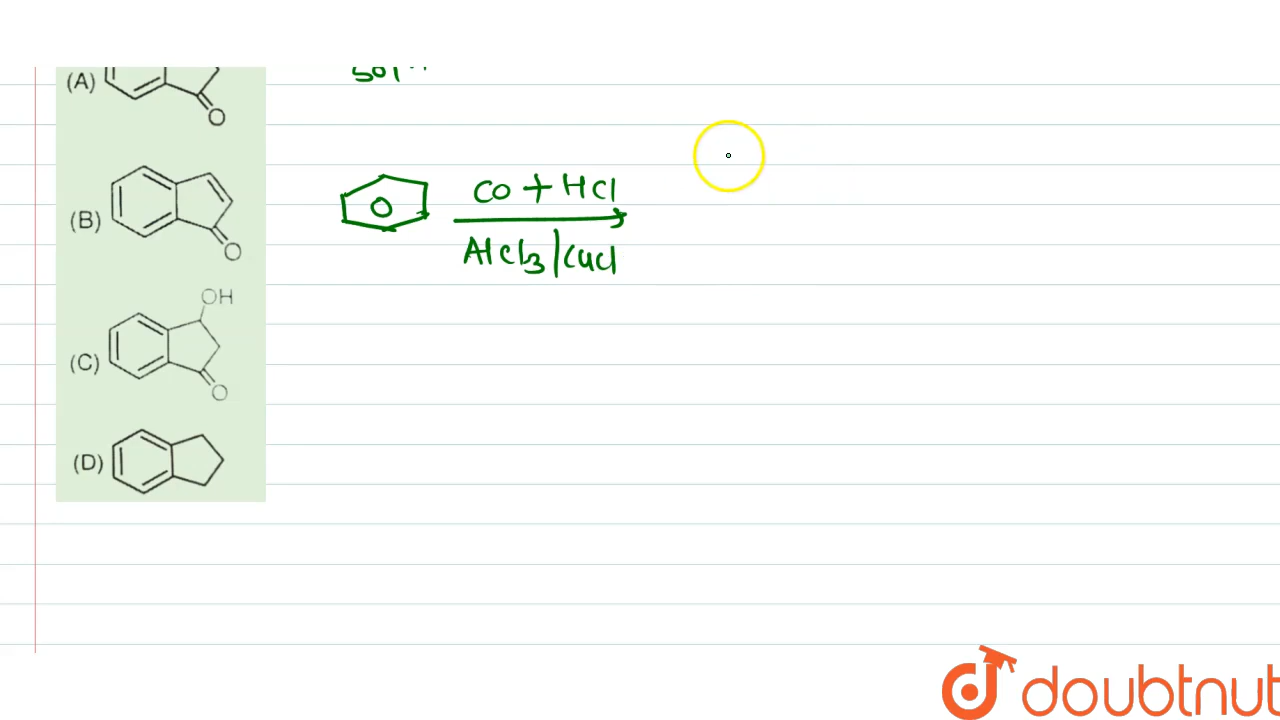 (A)
O
(B)
O
OH
(C)
O
(D)
CO + HCl
AlCl3 | CuCl
doubtnut